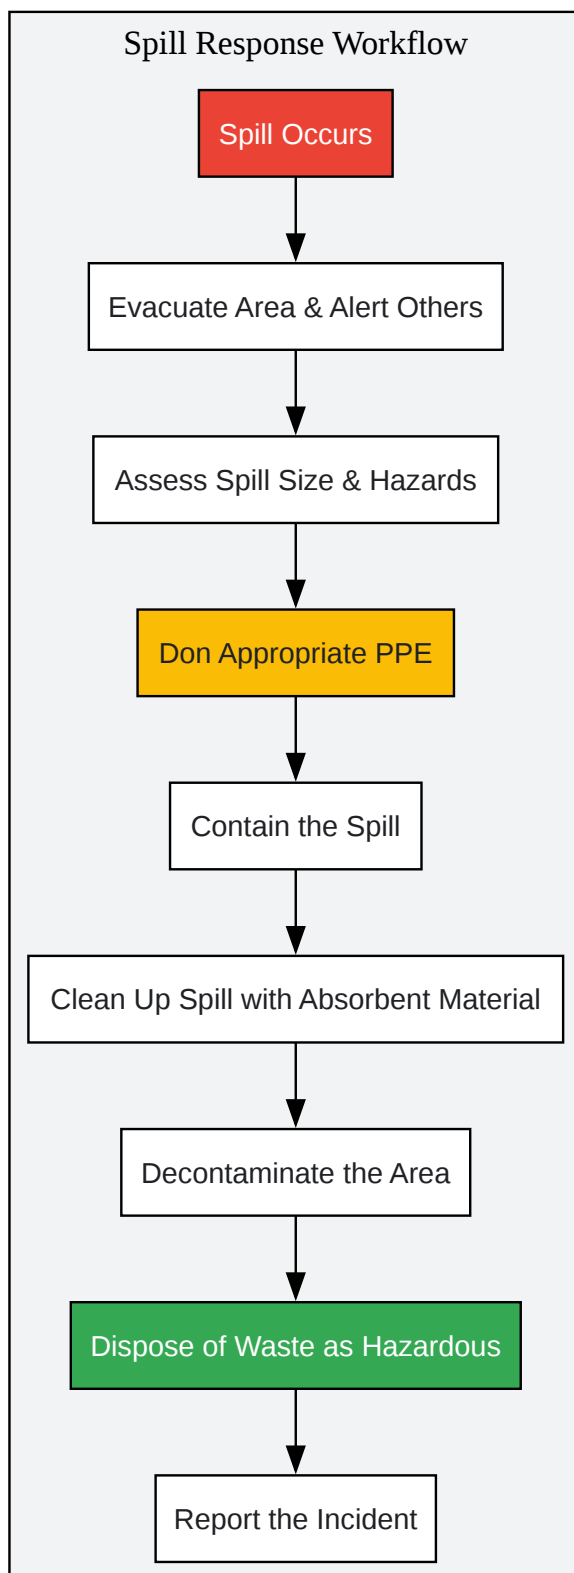 Spill Response Workflow
Spill Occurs
Evacuate Area & Alert Others
Assess Spill Size & Hazards
Don Appropriate PPE
Contain the Spill
Clean Up Spill with Absorbent Material
Decontaminate the Area
Dispose of Waste as Hazardous
Report the Incident